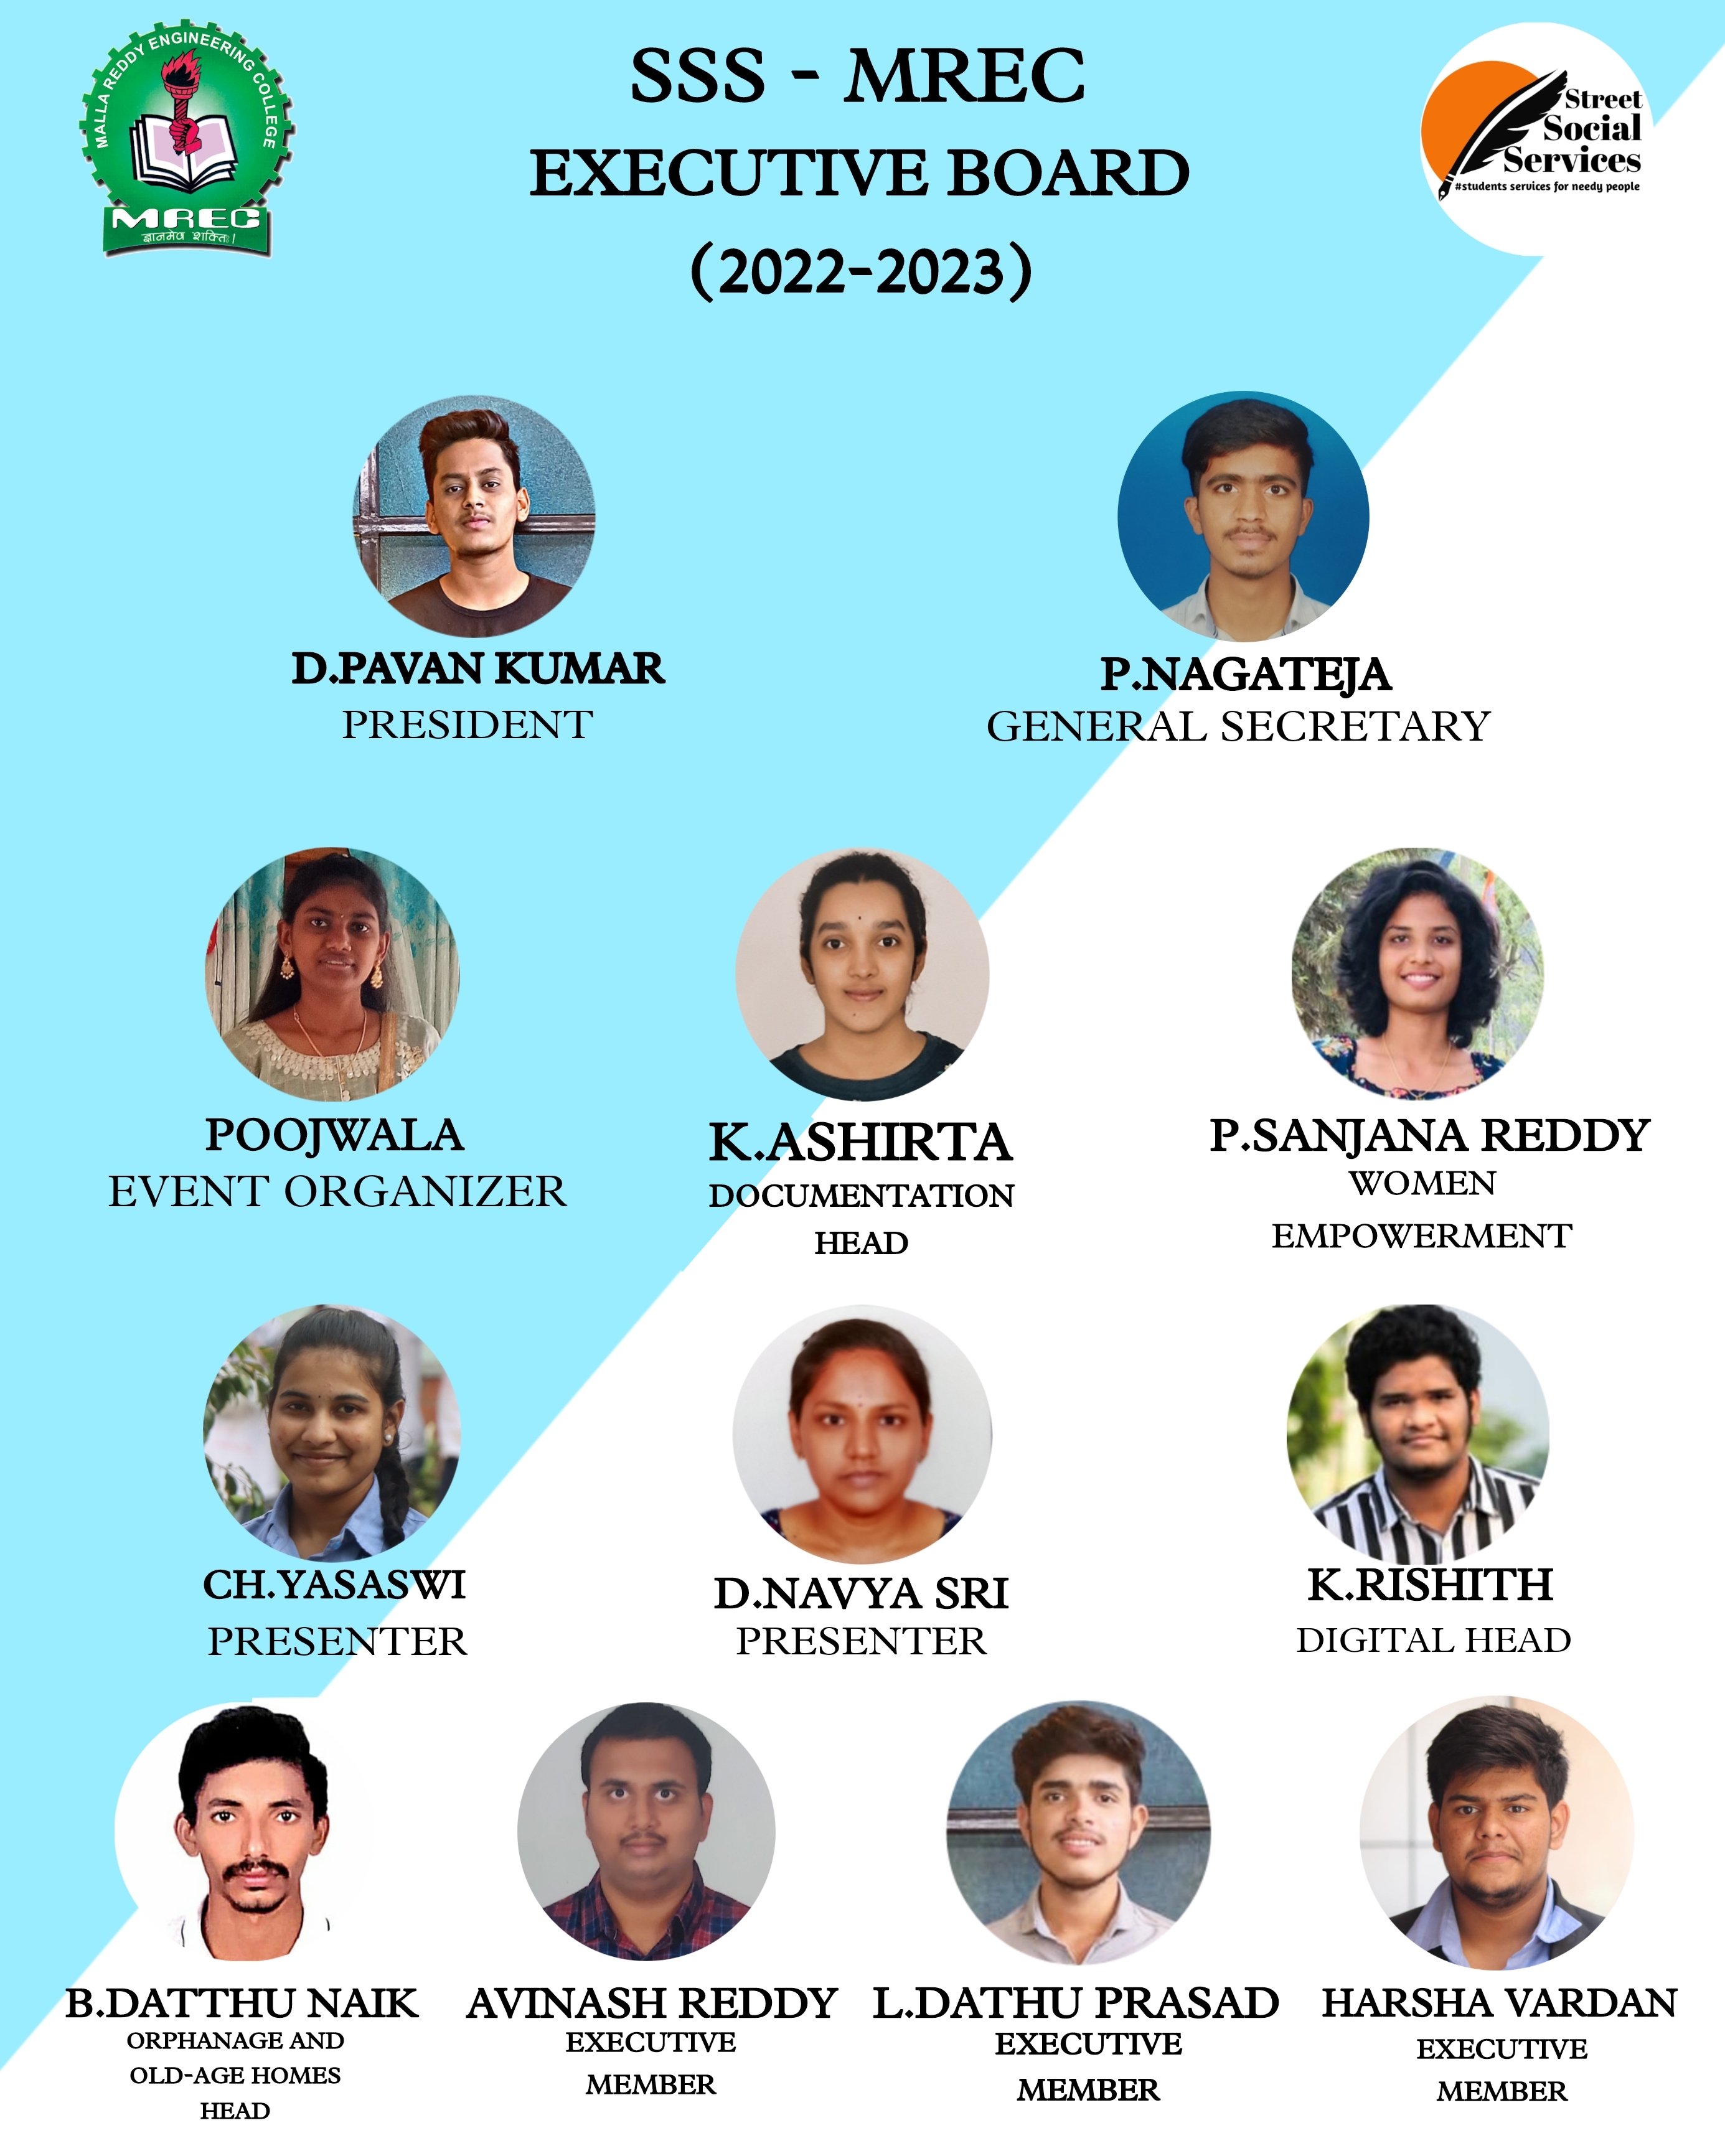 MALLA REDDY ENGINEERING COLLEGE
MREC
ज्ञानमेव शक्तिः।
SSS - MREC
EXECUTIVE BOARD
(2022-2023)
Street
Social
Services
#students services for needy people
D.PAVAN KUMAR
PRESIDENT
P.NAGATEJA
GENERAL SECRETARY
POOJWALA
EVENT ORGANIZER
K.ASHIRTA
DOCUMENTATION
HEAD
P.SANJANA REDDY
WOMEN
EMPOWERMENT
CH.YASASWI
PRESENTER
D.NAVYA SRI
PRESENTER
K.RISHITH
DIGITAL HEAD
B.DATTHU NAIK
ORPHANAGE AND
OLD-AGE HOMES
HEAD
AVINASH REDDY
EXECUTIVE
MEMBER
L.DATHU PRASAD
EXECUTIVE
MEMBER
HARSHA VARDAN
EXECUTIVE
MEMBER